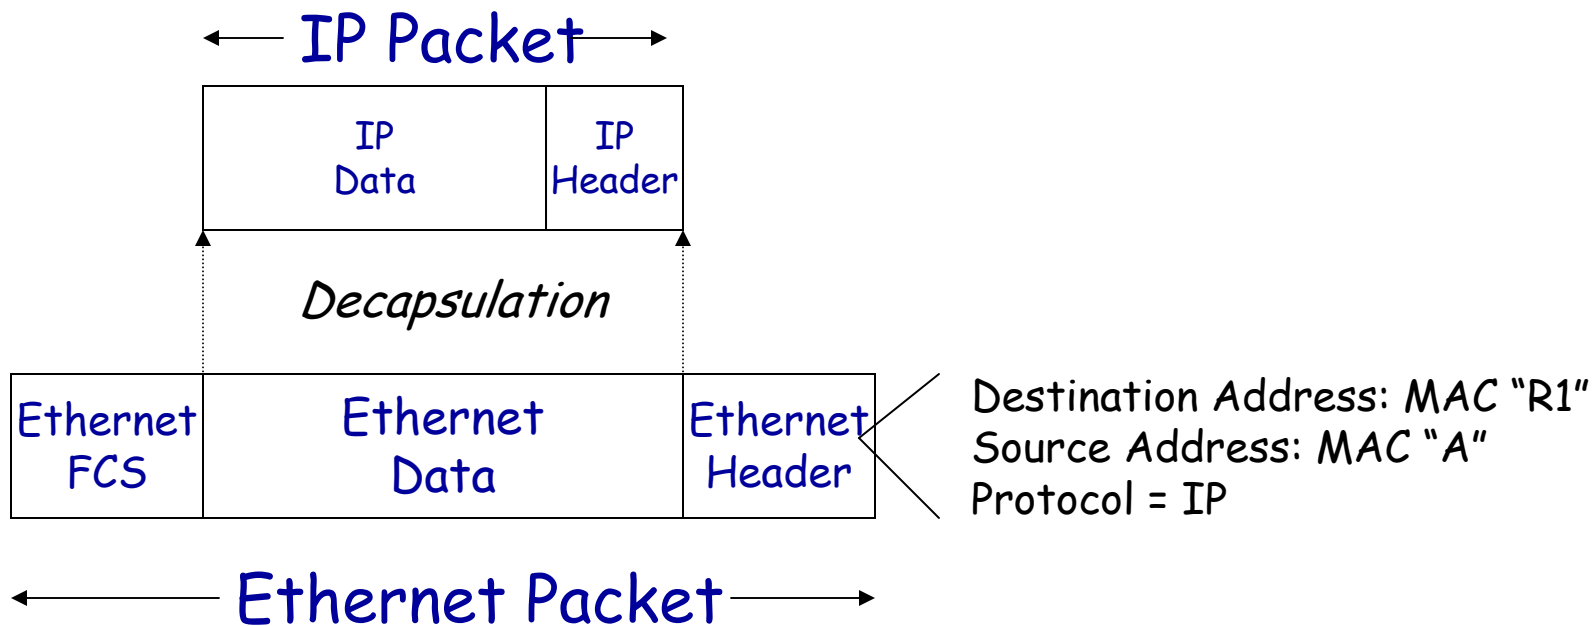 IP Packet
IP
Data
IP
Header
Decapsulation
Ethernet
FCS
Ethernet
Data
Ethernet
Header
Destination Address: MAC “R1”
Source Address: MAC “A”
Protocol = IP
Ethernet Packet